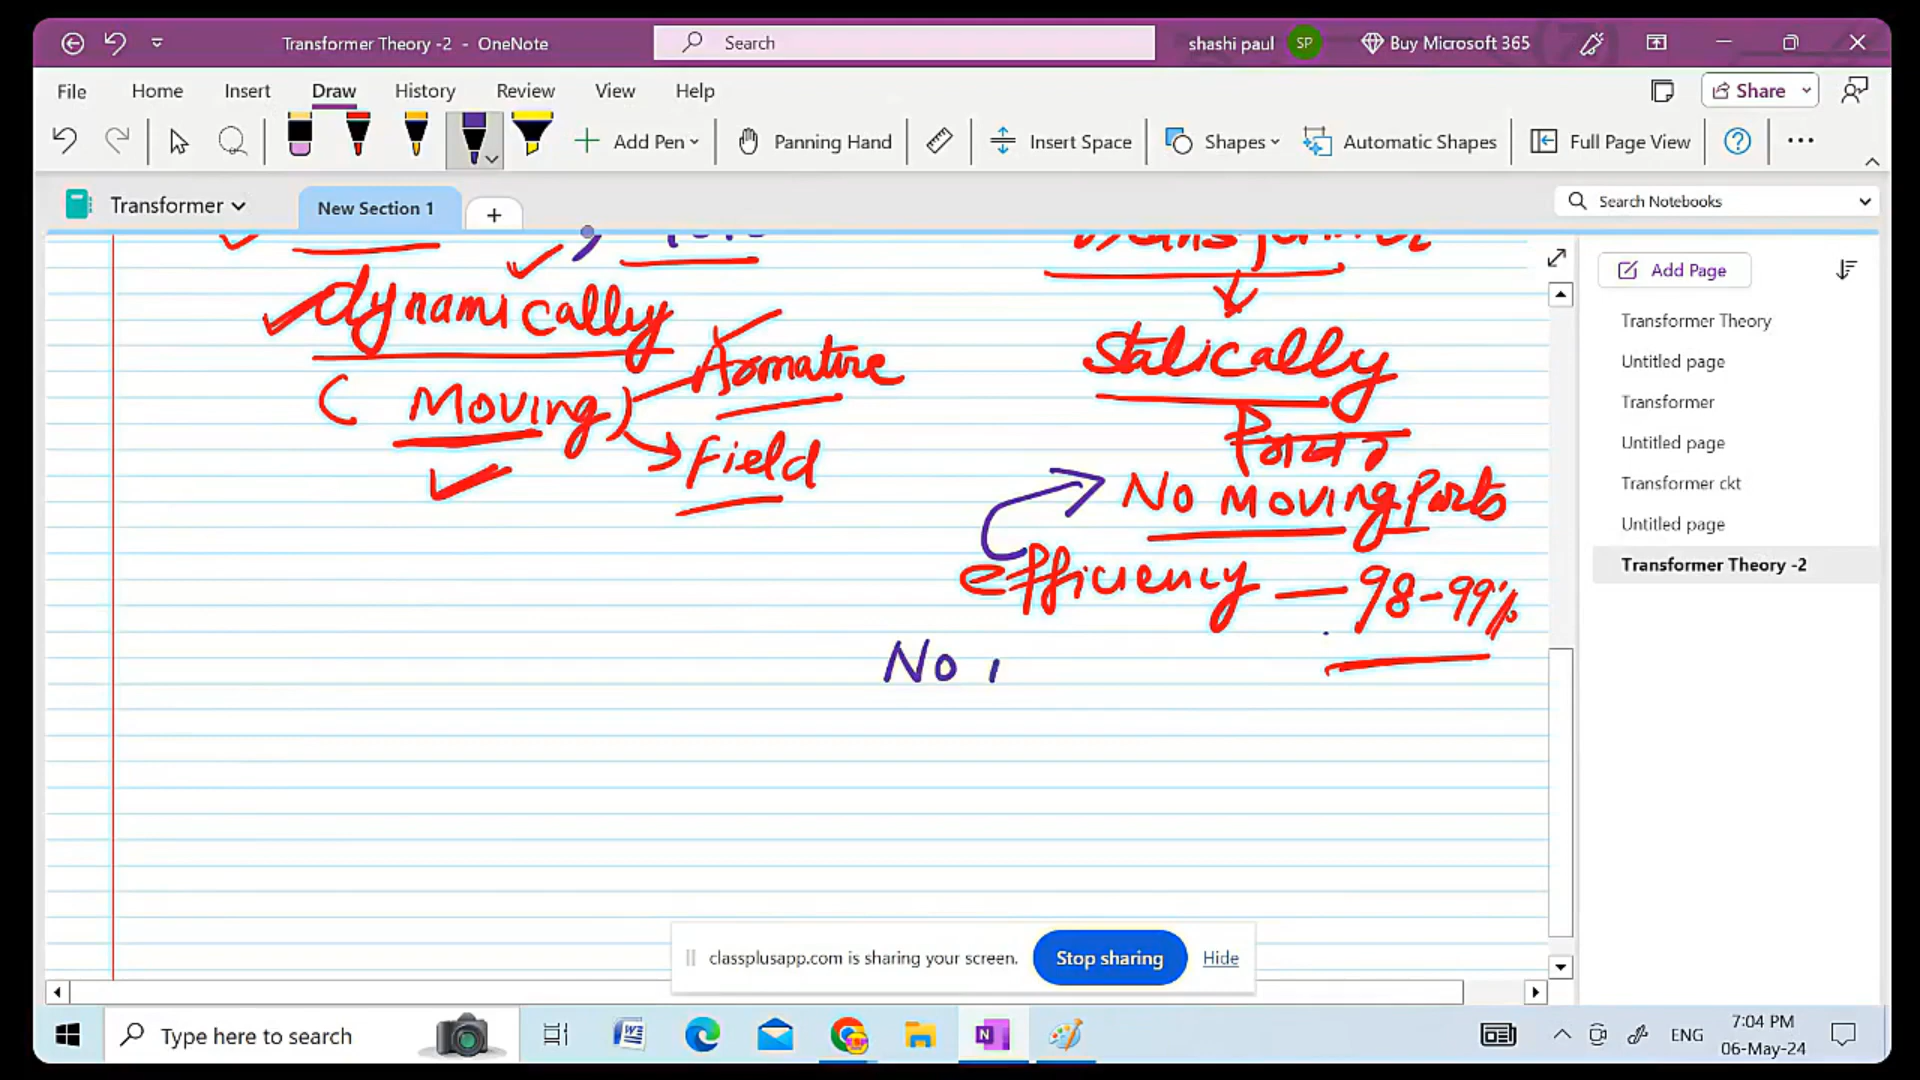 Transformer Theory -2 - OneNote
Search
shashi paul
SP
Buy Microsoft 365
File
Home
Insert
Draw
History
Review
View
Help
Share
Add Pen
Panning Hand
Insert Space
Shapes
Automatic Shapes
Full Page View
Transformer
New Section 1
Search Notebooks
Add Page
Transformer Theory
Untitled page
Transformer
Untitled page
Transformer ckt
Untitled page
Transformer Theory -2
dynamically
( Moving)
Armature
Field
Statically
No Moving Parts
efficiency — 98-99%
No
classplusapp.com is sharing your screen.
Stop sharing
Hide
Type here to search
ENG
7:04 PM
06-May-24